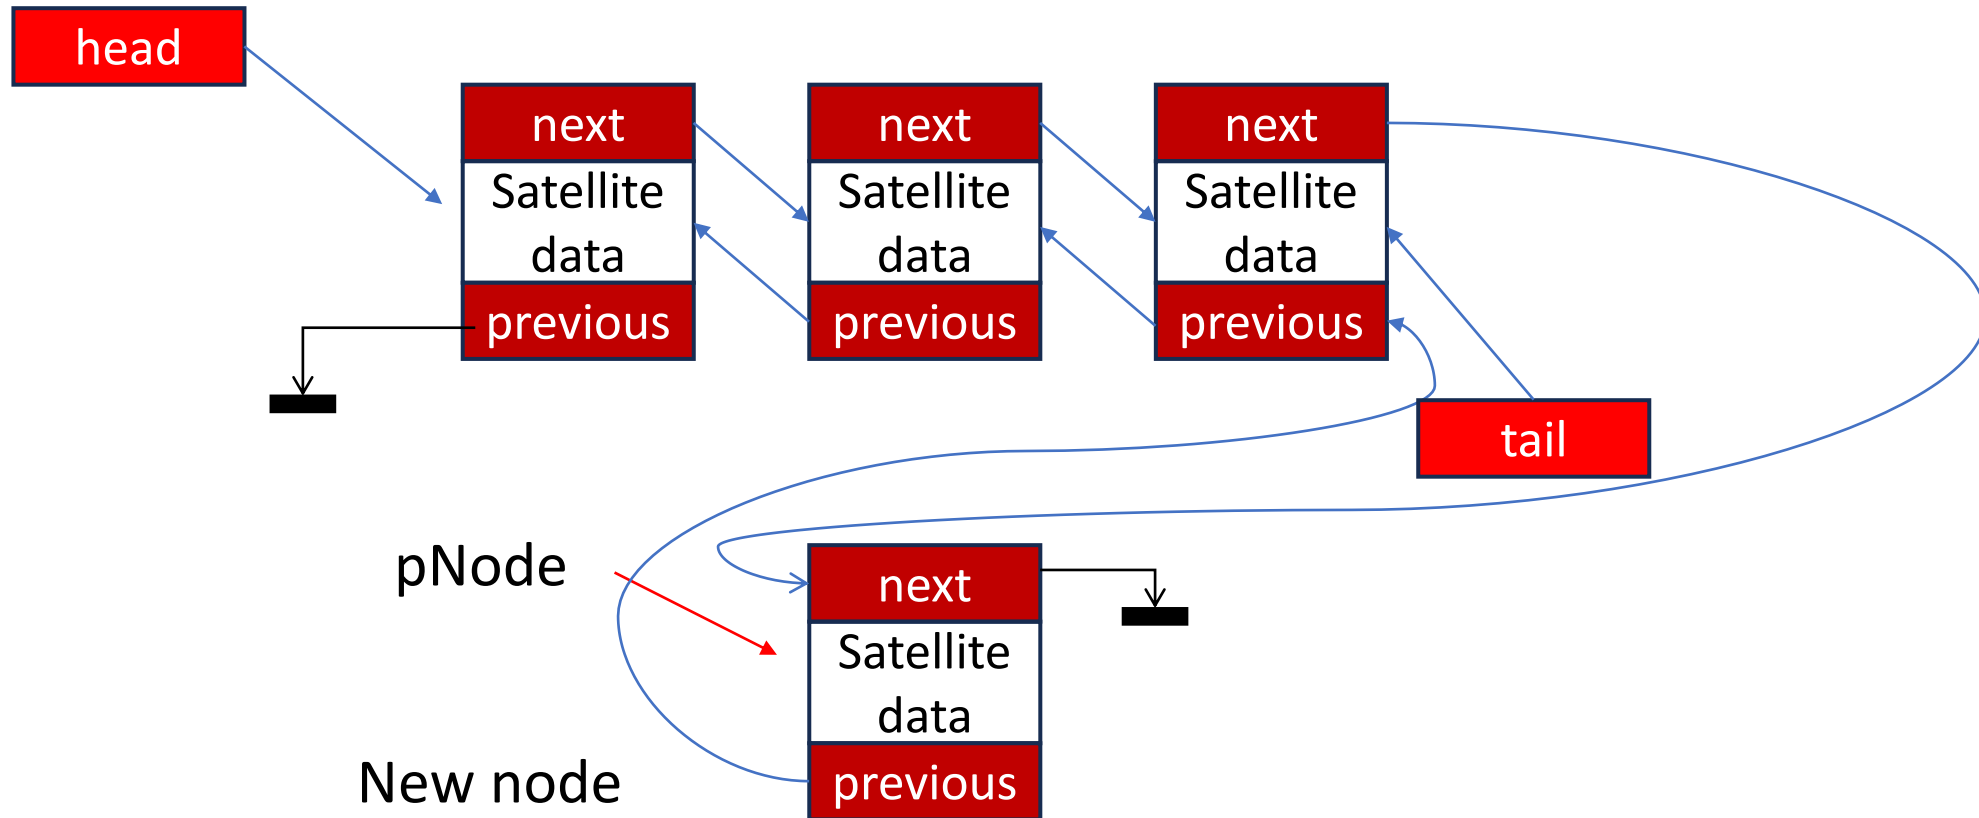 head
next
Satellite
data
previous
next
Satellite
data
previous
next
Satellite
data
previous
tail
pNode
next
Satellite
data
previous
New node